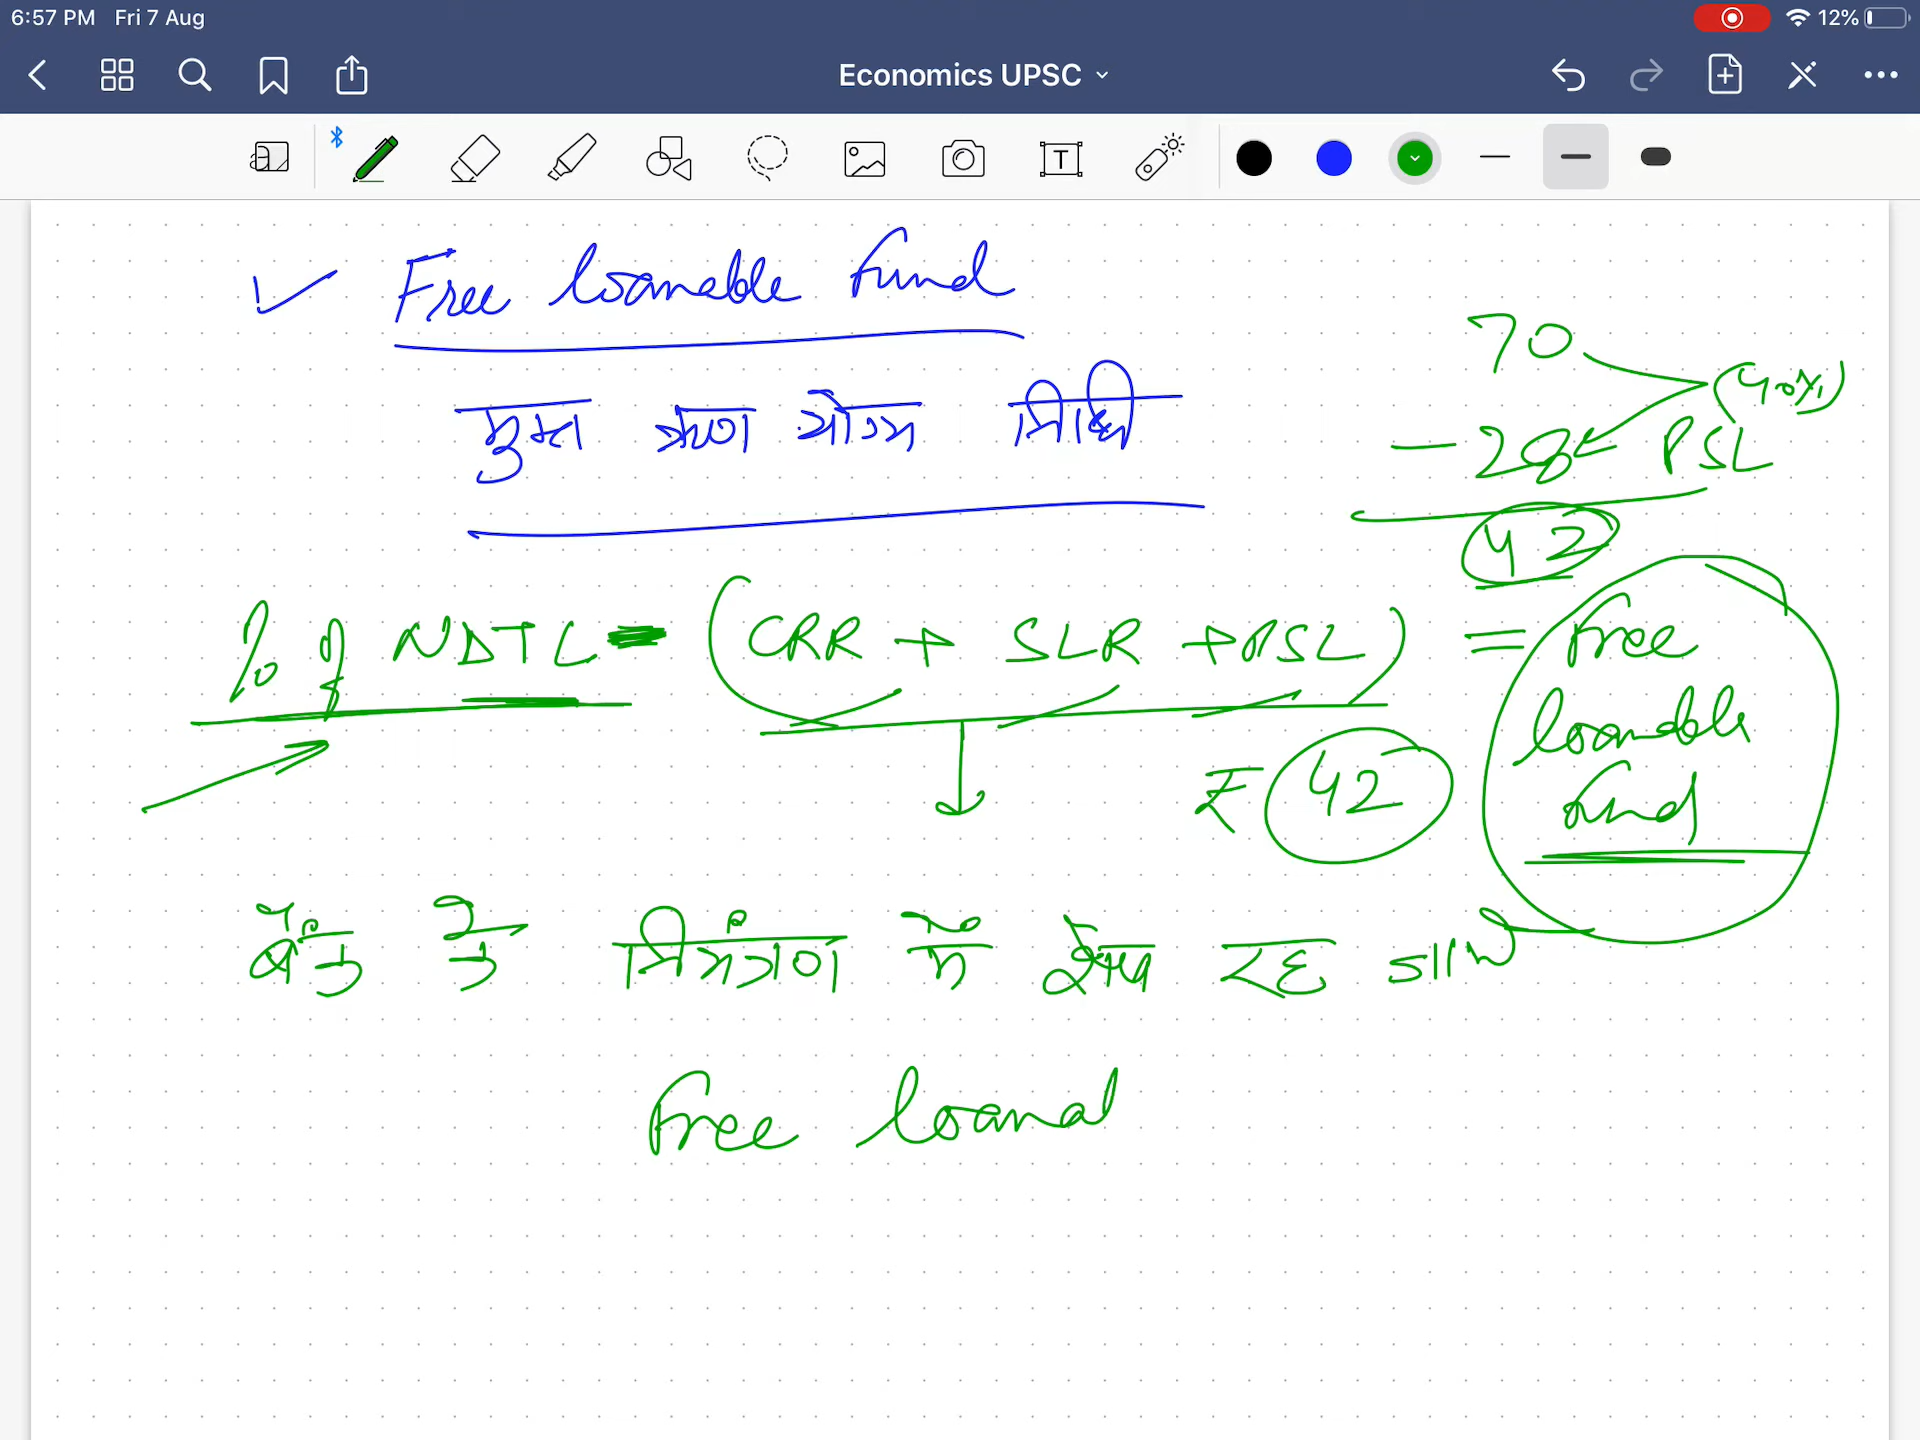 6:57 PM Fri 7 Aug
12%
Economics UPSC
T
Free loanable fund
मुक्त ऋण योग्य निधि
70
(40%)
- 28 PSL
42
% of NDTL - (CRR + SLR + PSL) = free loanable fund
₹ 42
बैंक के नियंत्रण में शेष रह जाने
free loanal